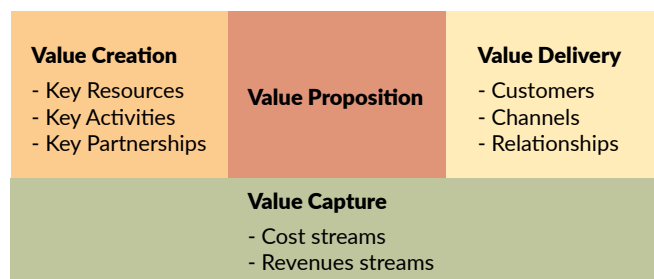 Value Creation
- Key Resources
- Key Activities
- Key Partnerships
Value Proposition
Value Delivery
- Customers
- Channels
- Relationships
Value Capture
- Cost streams
- Revenues streams